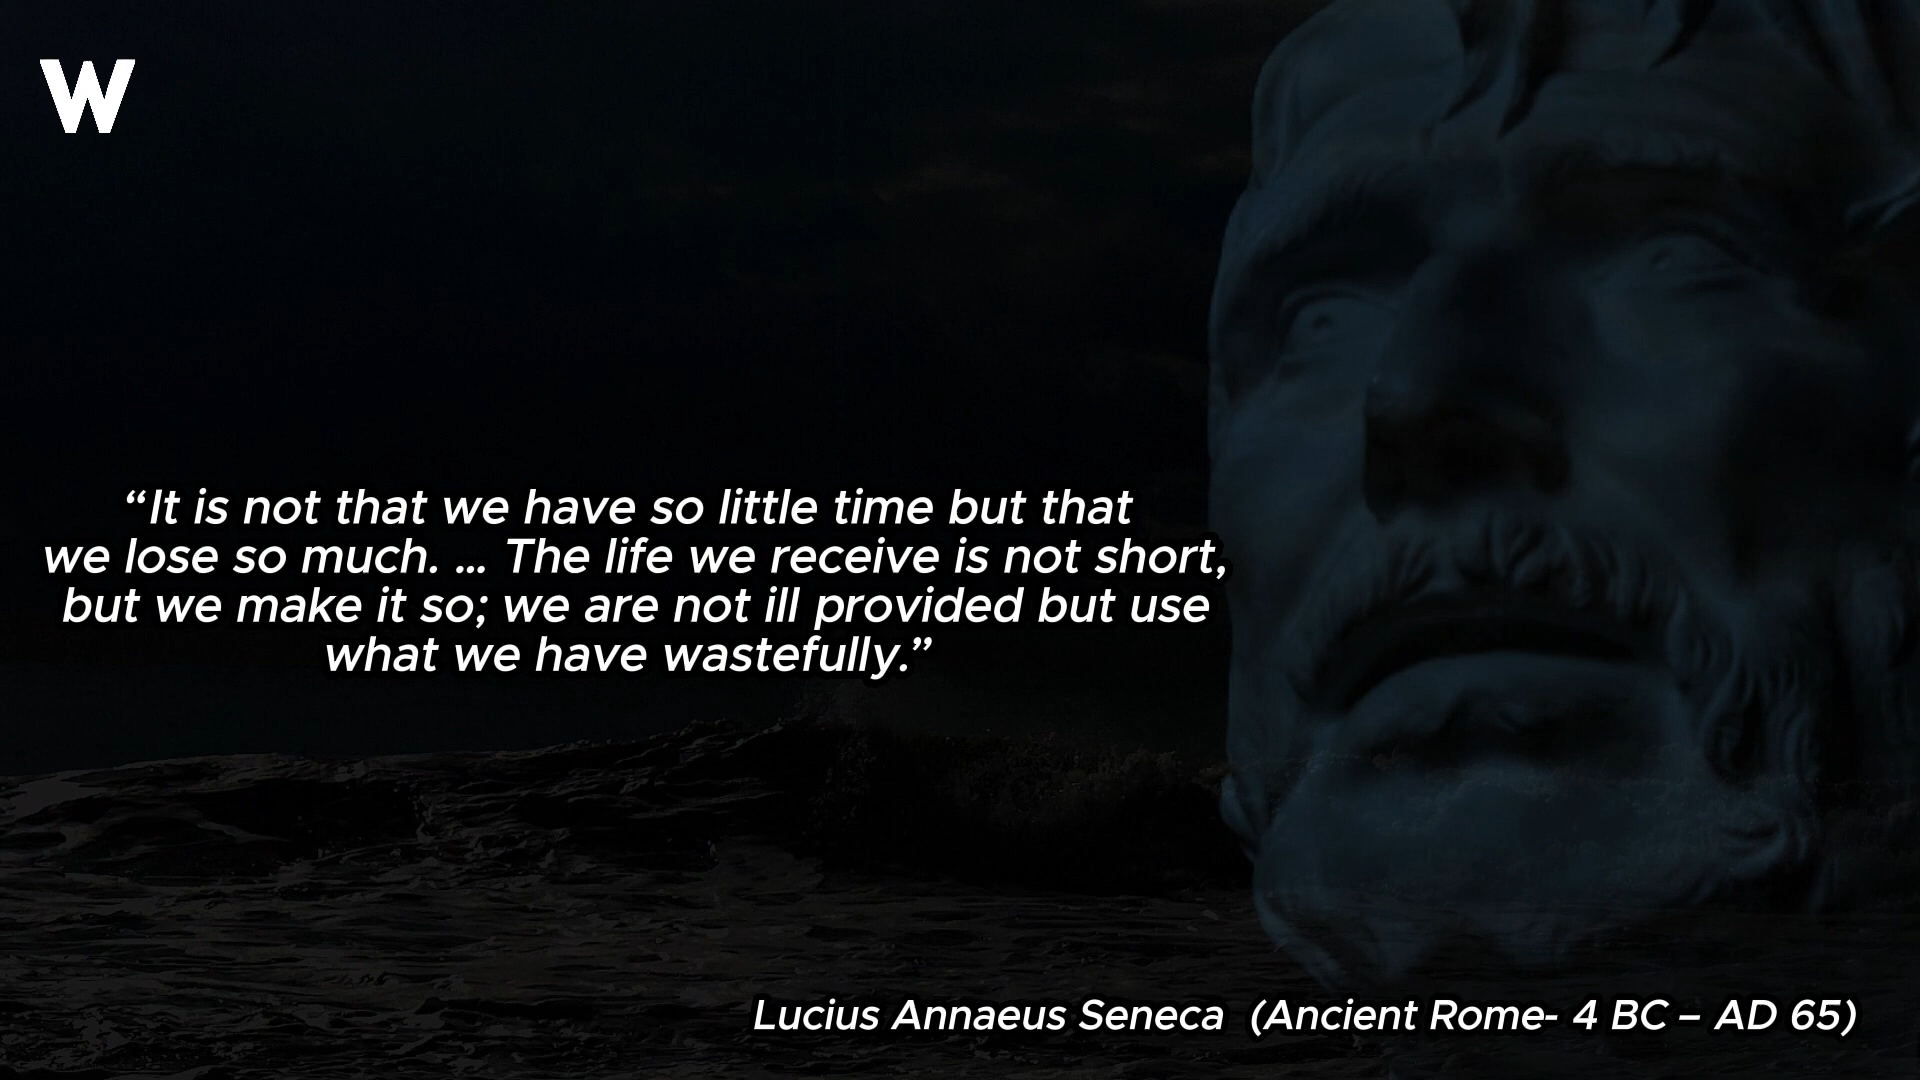 W
“It is not that we have so little time but that
we lose so much. ... The life we receive is not short,
but we make it so; we are not ill provided but use
what we have wastefully.”
Lucius Annaeus Seneca (Ancient Rome- 4 BC – AD 65)